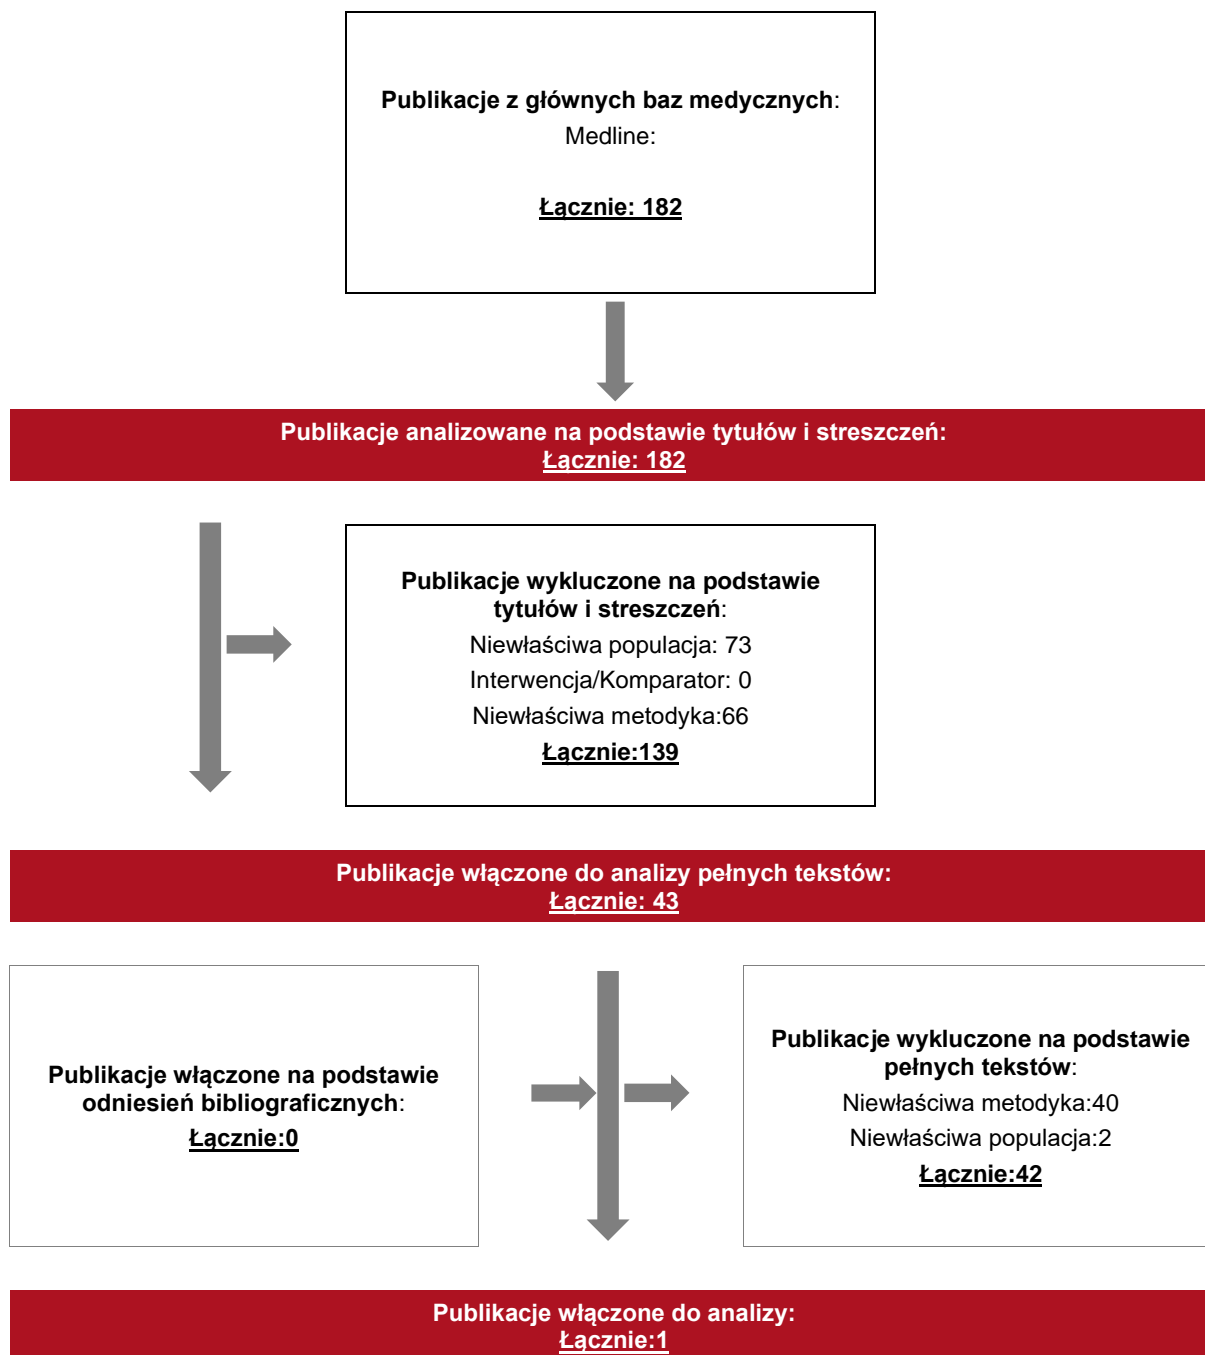 Publikacje z głównych baz medycznych:
Medline:
Łącznie: 182
Publikacje analizowane na podstawie tytułów i streszczeń:
Łącznie: 182
Publikacje wykluczone na podstawie
tytułów i streszczeń:
Niewłaściwa populacja: 73
Interwencja/Komparator: 0
Niewłaściwa metodyka:66
Łącznie:139
Publikacje włączone do analizy pełnych tekstów:
Łącznie: 43
Publikacje włączone na podstawie
odniesień bibliograficznych:
Łącznie:0
Publikacje wykluczone na podstawie
pełnych tekstów:
Niewłaściwa metodyka:40
Niewłaściwa populacja:2
Łącznie:42
Publikacje włączone do analizy:
Łącznie:1